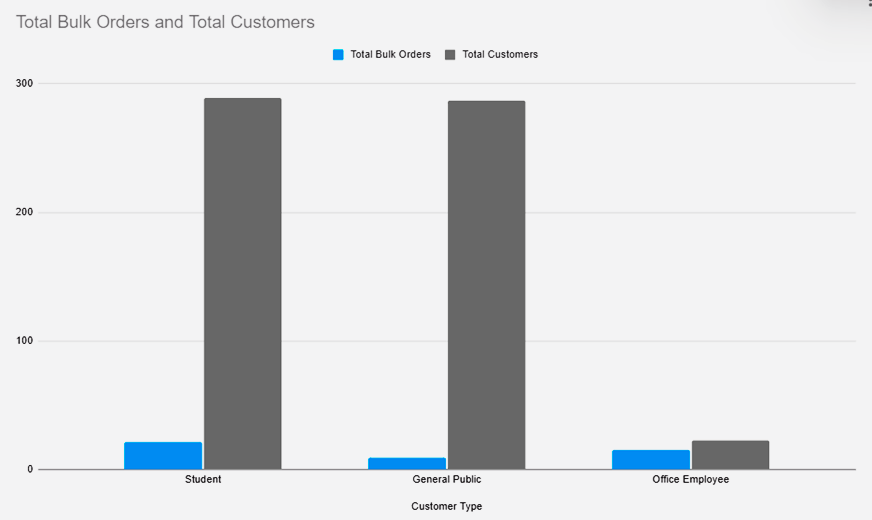 Total Bulk Orders and Total Customers
Total Bulk Orders Total Customers
300
200
100
0
Student General Public Office Employee
Customer Type